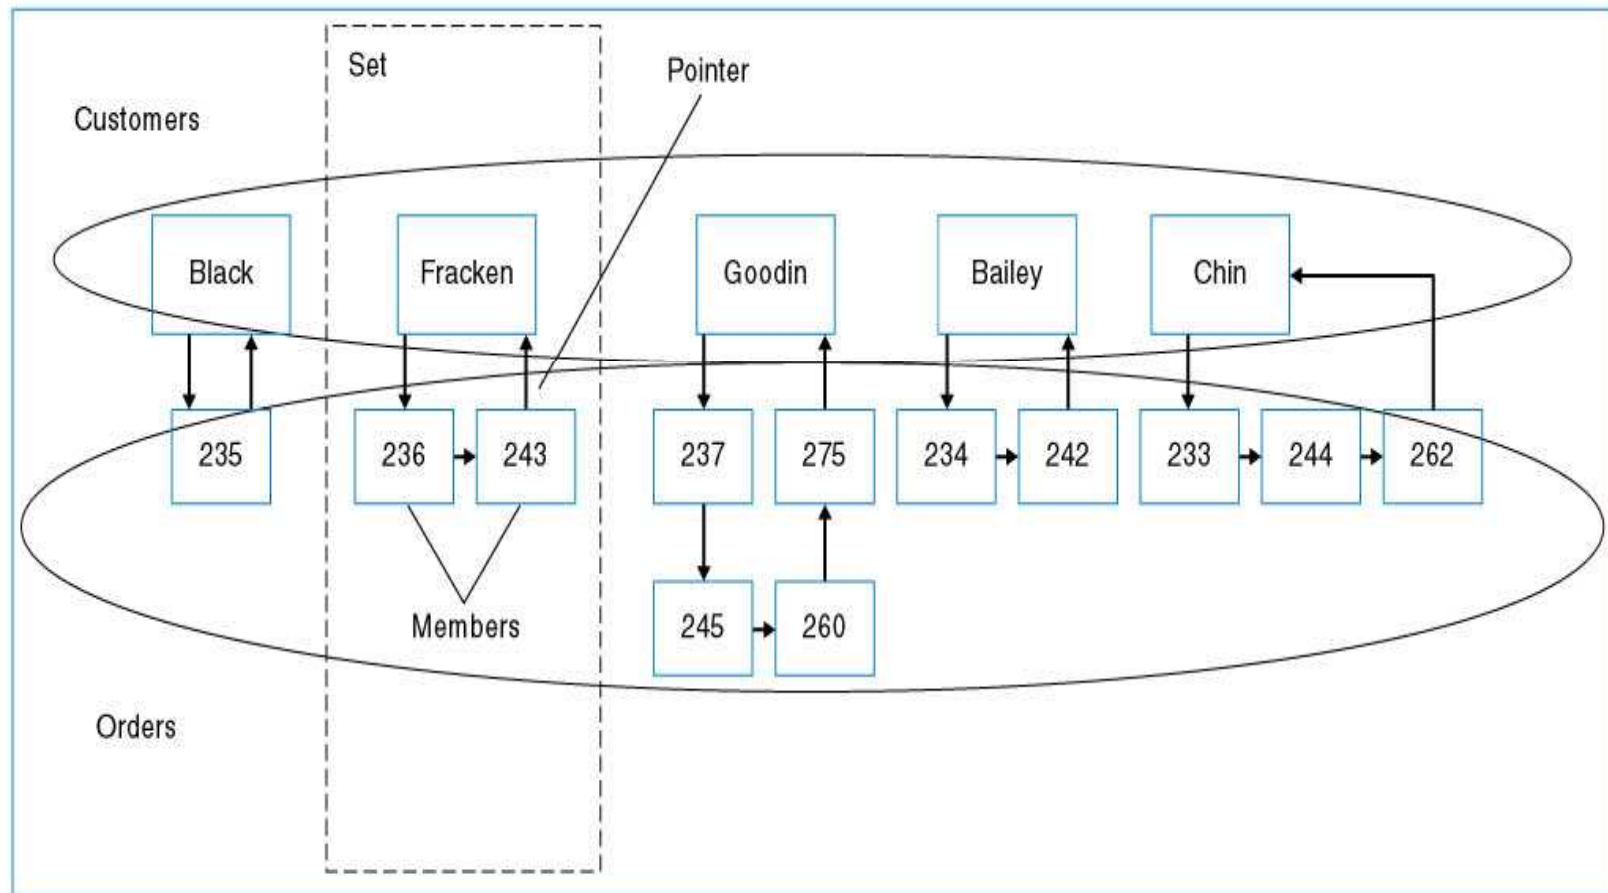 Set
Pointer
Customers
Black
Fracken
Goodin
Bailey
Chin
235
236
243
237
275
234
242
233
244
262
Members
245
260
Orders